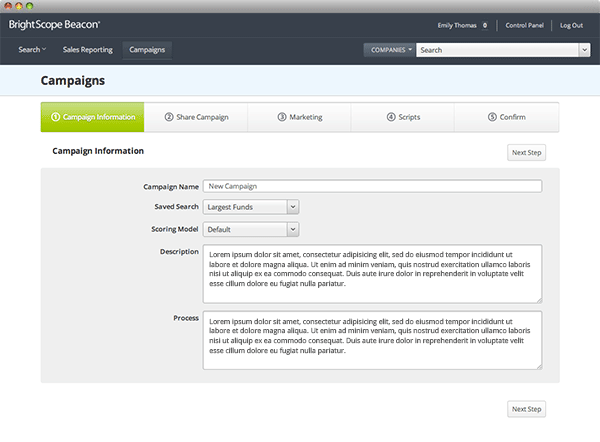 BrightScope Beacon®
Emily Thomas 0 Control Panel Log Out
Search Sales Reporting Campaigns COMPANIES Search
Campaigns
1 Campaign Information 2 Share Campaign 3 Marketing 4 Scripts 5 Confirm
Campaign Information
Next Step
Campaign Name New Campaign
Saved Search Largest Funds
Scoring Model Default
Description Lorem ipsum dolor sit amet, consectetur adipisicing elit, sed do eiusmod tempor incididunt ut
labore et dolore magna aliqua. Ut enim ad minim veniam, quis nostrud exercitation ullamco laboris
nisi ut aliquip ex ea commodo consequat. Duis aute irure dolor in reprehenderit in voluptate velit
esse cillum dolore eu fugiat nulla pariatur.
Process Lorem ipsum dolor sit amet, consectetur adipisicing elit, sed do eiusmod tempor incididunt ut
labore et dolore magna aliqua. Ut enim ad minim veniam, quis nostrud exercitation ullamco laboris
nisi ut aliquip ex ea commodo consequat. Duis aute irure dolor in reprehenderit in voluptate velit
esse cillum dolore eu fugiat nulla pariatur.
Next Step